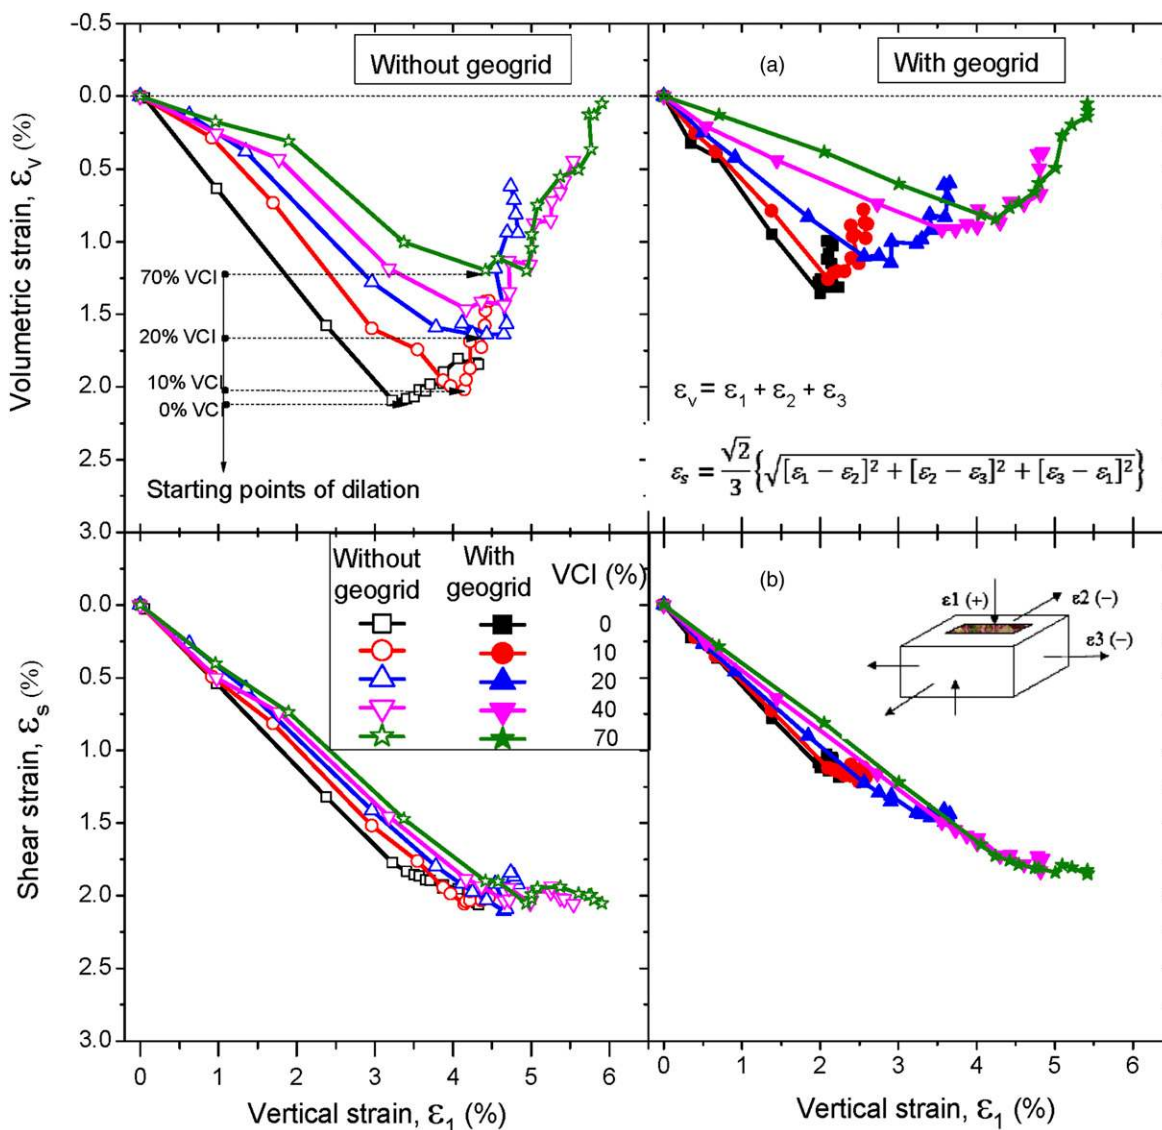 -0.5
0.0
0.5
1.0
1.5
2.0
2.5
3.0
Volumetric strain, εv (%)
Without geogrid
70% VCI
20% VCI
10% VCI
0% VCI
Starting points of dilation
(a)
With geogrid
εv = ε1 + ε2 + ε3
εs = √2/3 {√([ε1 − ε2]² + [ε2 − ε3]² + [ε3 − ε1]²)}
0.0
0.5
1.0
1.5
2.0
2.5
3.0
Shear strain, εs (%)
Without geogrid
With geogrid
VCI (%)
0
10
20
40
70
(b)
ε1 (+)
ε2 (−)
ε3 (−)
0 1 2 3 4 5 6
Vertical strain, ε1 (%)
0 1 2 3 4 5 6
Vertical strain, ε1 (%)